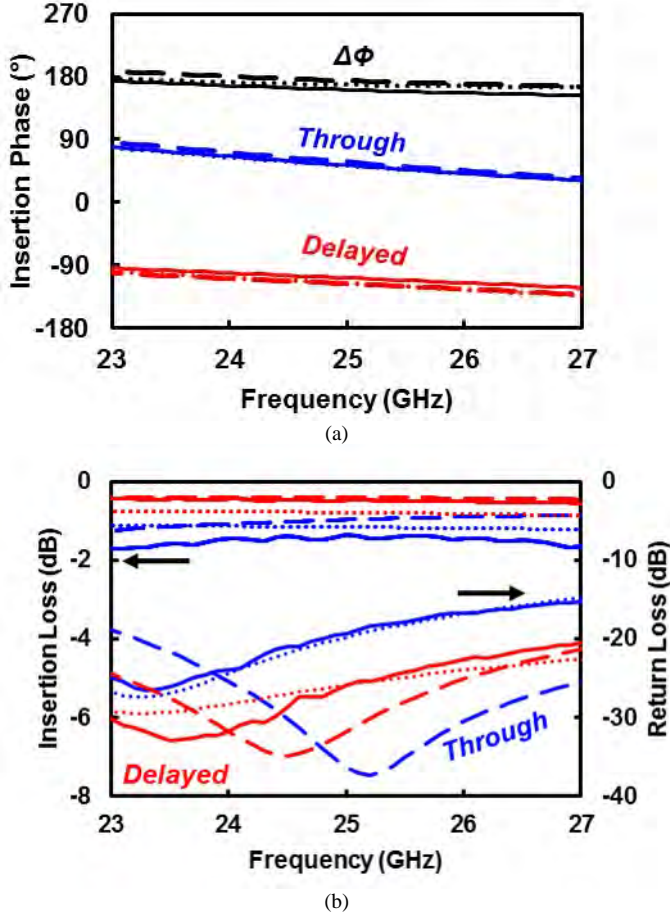 270
180
90
0
-90
-180
Insertion Phase (°)
ΔΦ
Through
Delayed
23 24 25 26 27
Frequency (GHz)
(a)
0
-2
-4
-6
-8
Insertion Loss (dB)
0
-10
-20
-30
-40
Return Loss (dB)
Delayed
Through
23 24 25 26 27
Frequency (GHz)
(b)